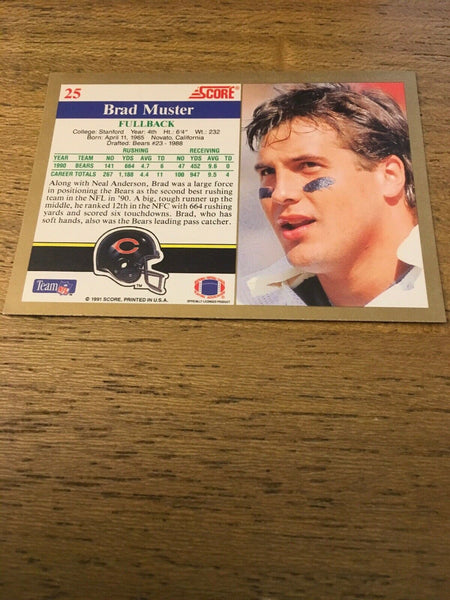 25
SCORE
Brad Muster
FULLBACK
College: Stanford Year: 4th Ht.: 6'4" Wt.: 232
Born: April 11, 1965 Novato, California
Drafted: Bears #23 - 1988
RUSHING RECEIVING
YEAR TEAM NO YDS AVG TD NO YDS AVG TD
1990 BEARS 141 664 4.7 6 47 452 9.6 0
CAREER TOTALS 267 1,188 4.4 11 100 947 9.5 4
Along with Neal Anderson, Brad was a large force
in positioning the Bears as the second best rushing
team in the NFL in '90. A big, tough runner up the
middle, he ranked 12th in the NFC with 664 rushing
yards and scored six touchdowns. Brad, who has
soft hands, also was the Bears leading pass catcher.
C
TM
Team NFL
© 1991 SCORE, PRINTED IN U.S.A.
OFFICIALLY LICENSED PRODUCT